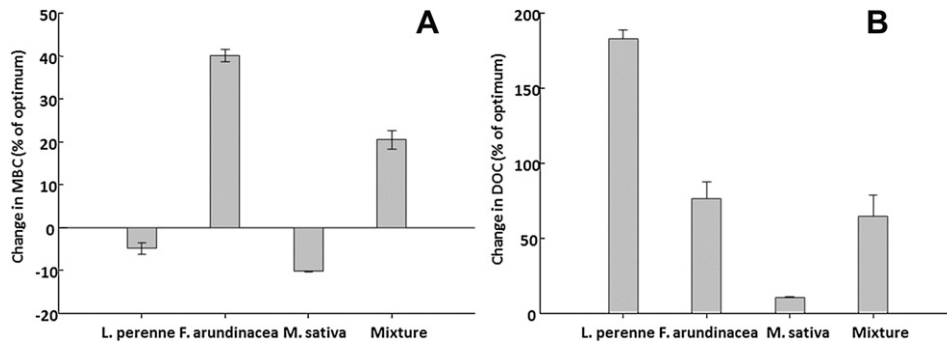 A
Change in MBC (% of optimum)
50
40
30
20
10
0
-10
-20
L. perenne F. arundinacea M. sativa Mixture
B
Change in DOC (% of optimum)
200
150
100
50
0
L. perenne F. arundinacea M. sativa Mixture